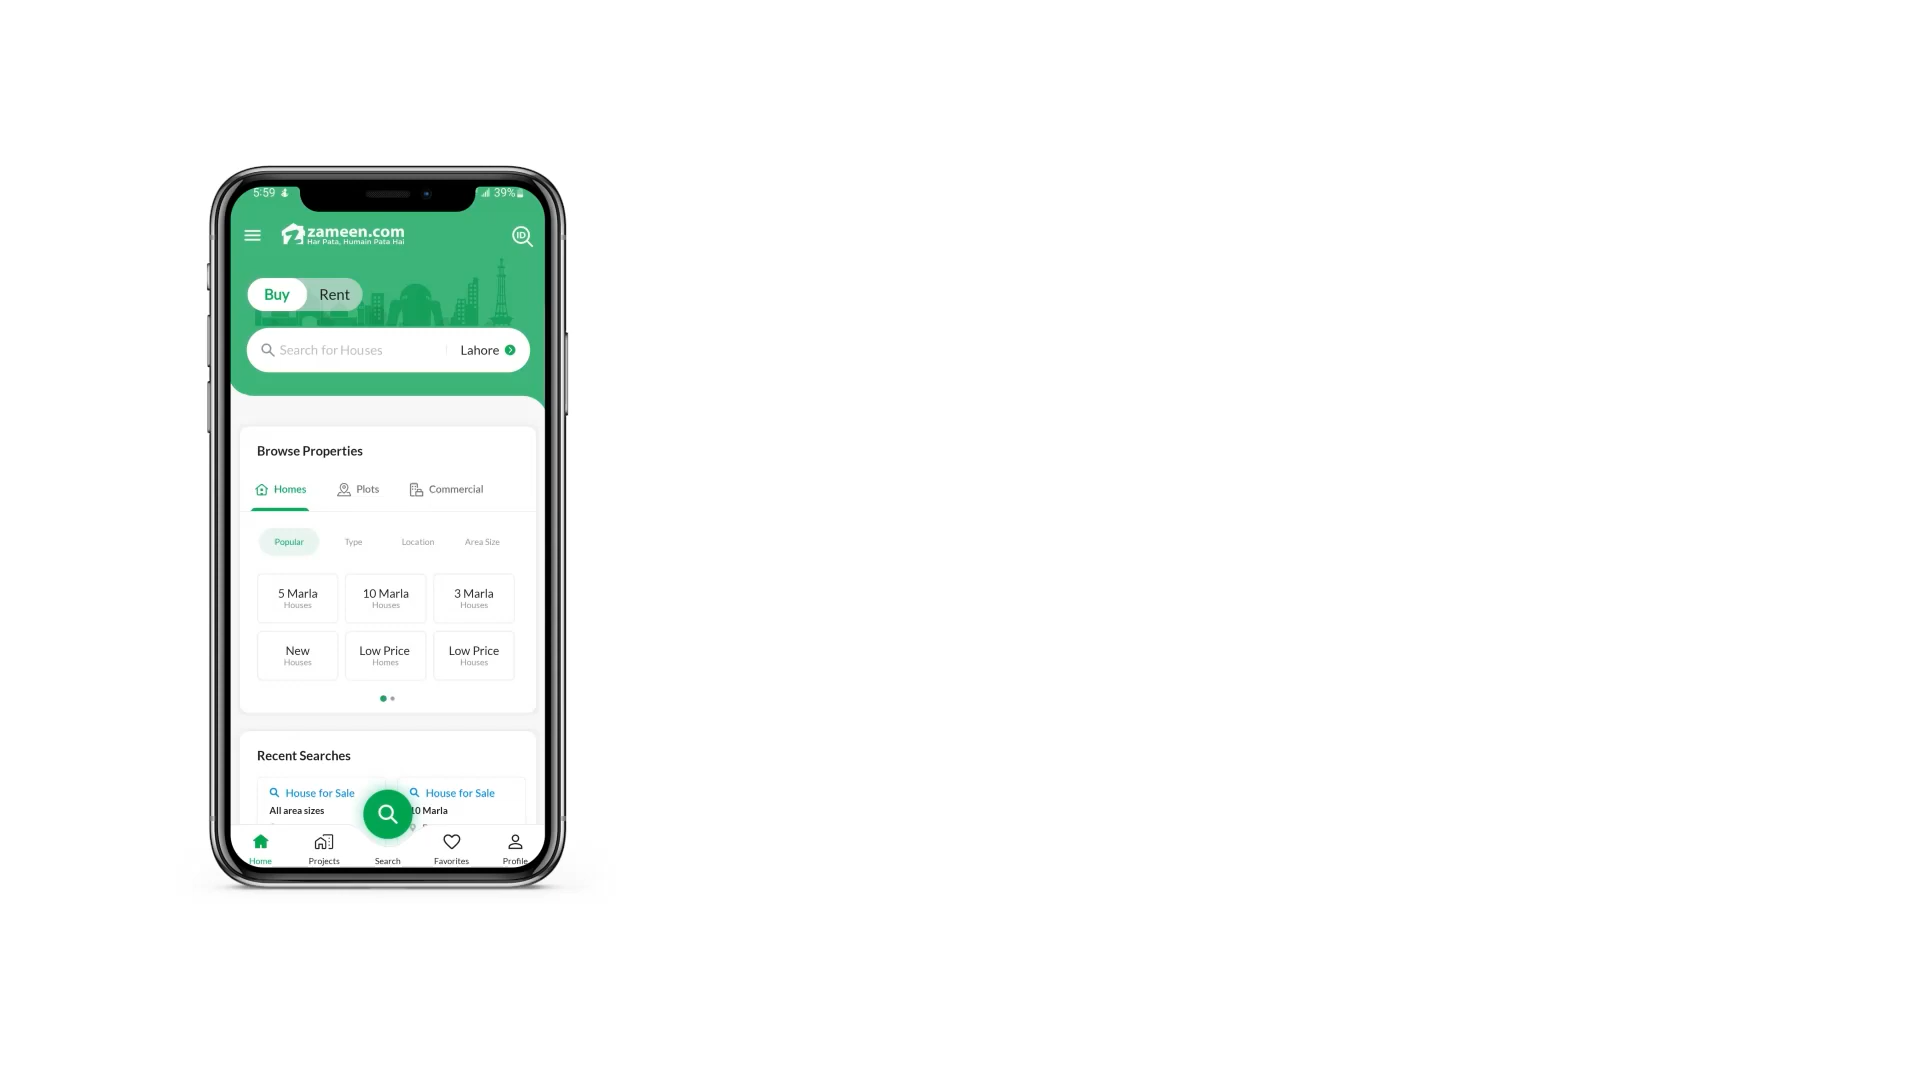 5:59
39%
zameen.com
Har Pata, Humain Pata Hai
ID
Buy Rent
Search for Houses Lahore
Browse Properties
Homes Plots Commercial
Popular Type Location Area Size
5 Marla 10 Marla 3 Marla
Houses Houses Houses
New Low Price Low Price
Houses Homes Houses
Recent Searches
House for Sale House for Sale
All area sizes 10 Marla
Home Projects Search Favorites Profile